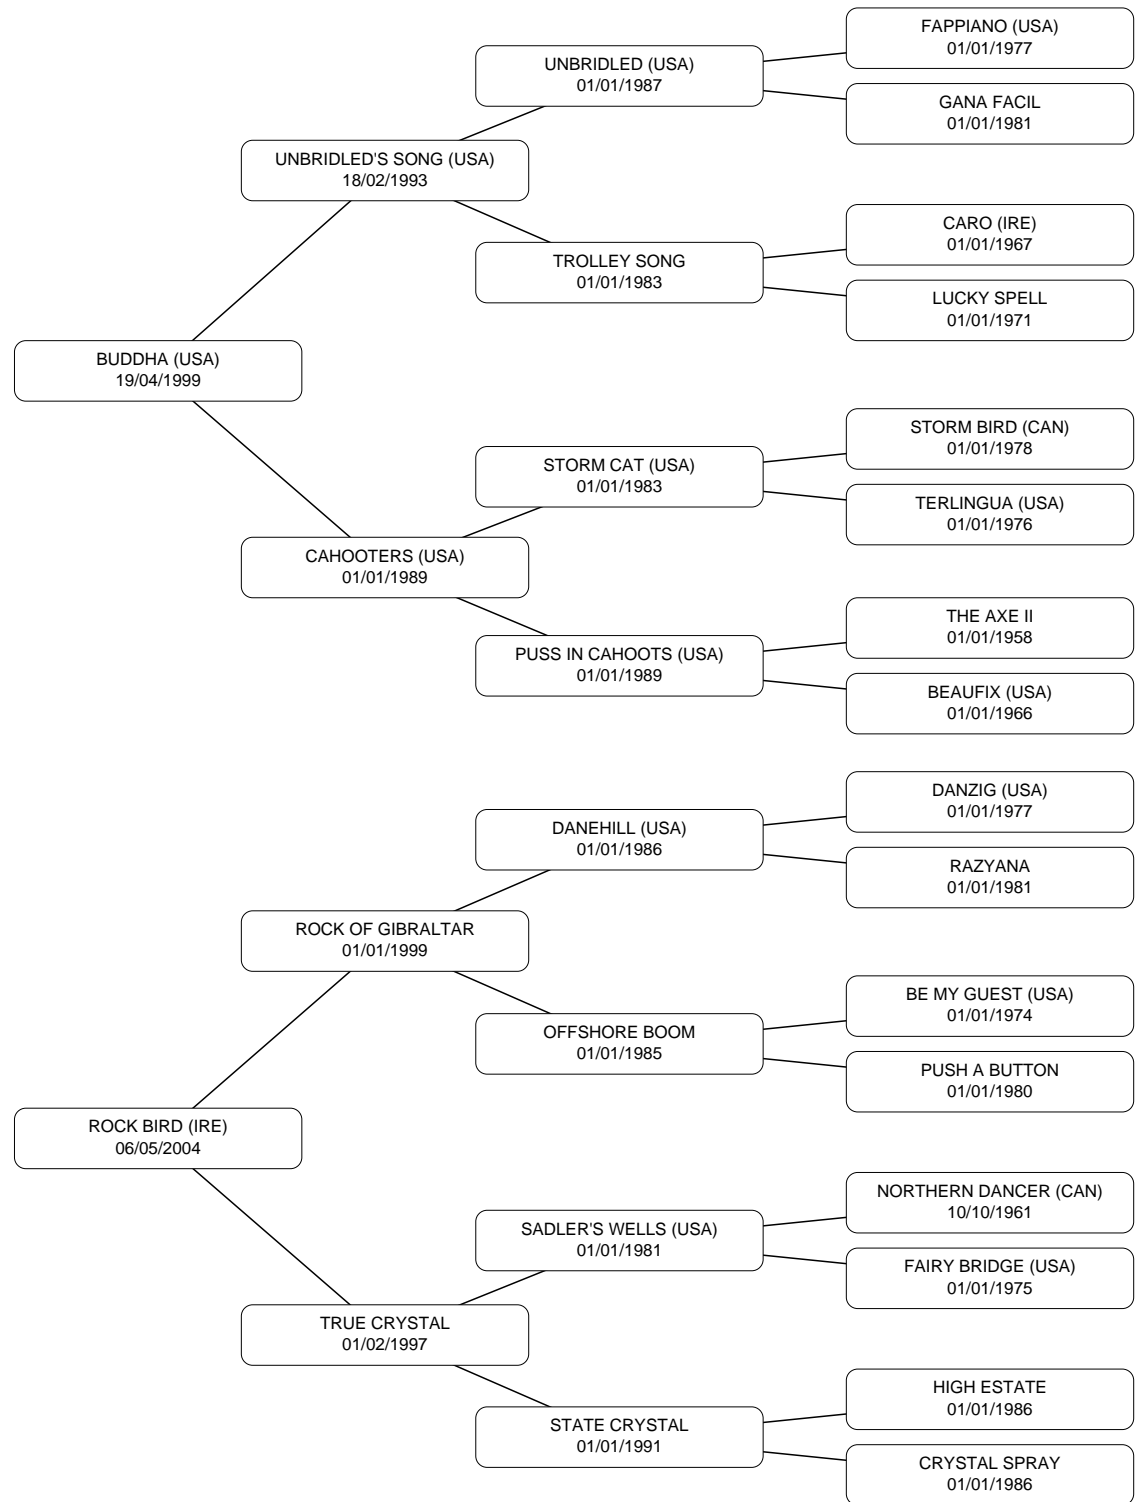 FAPPIANO (USA)
01/01/1977
UNBRIDLED (USA)
01/01/1987
GANA FACIL
01/01/1981
UNBRIDLED'S SONG (USA)
18/02/1993
CARO (IRE)
01/01/1967
TROLLEY SONG
01/01/1983
LUCKY SPELL
01/01/1971
BUDDHA (USA)
19/04/1999
STORM BIRD (CAN)
01/01/1978
STORM CAT (USA)
01/01/1983
TERLINGUA (USA)
01/01/1976
CAHOOTERS (USA)
01/01/1989
THE AXE II
01/01/1958
PUSS IN CAHOOTS (USA)
01/01/1989
BEAUFIX (USA)
01/01/1966
DANZIG (USA)
01/01/1977
DANEHILL (USA)
01/01/1986
RAZYANA
01/01/1981
ROCK OF GIBRALTAR
01/01/1999
BE MY GUEST (USA)
01/01/1974
OFFSHORE BOOM
01/01/1985
PUSH A BUTTON
01/01/1980
ROCK BIRD (IRE)
06/05/2004
NORTHERN DANCER (CAN)
10/10/1961
SADLER'S WELLS (USA)
01/01/1981
FAIRY BRIDGE (USA)
01/01/1975
TRUE CRYSTAL
01/02/1997
HIGH ESTATE
01/01/1986
STATE CRYSTAL
01/01/1991
CRYSTAL SPRAY
01/01/1986